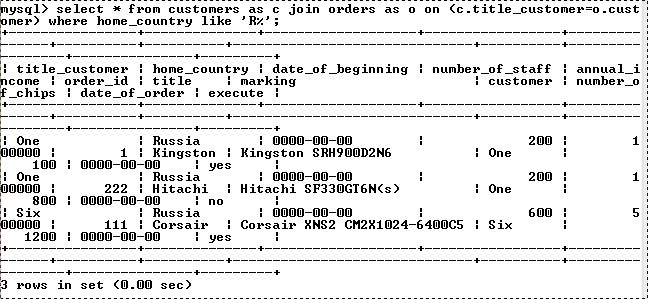 mysql> select * from customers as c join orders as o on (c.title_customer=o.cust
omer) where home_country like 'R%';
+----------------+--------------+-------------------+-----------------+---------
-------+----------+----------+-----------------------------+----------+---------
--------+---------------+---------+
| title_customer | home_country | date_of_beginning | number_of_staff | annual_i
ncome | order_id | title | marking | customer | number_o
f_chips | date_of_order | execute |
+----------------+--------------+-------------------+-----------------+---------
-------+----------+----------+-----------------------------+----------+---------
--------+---------------+---------+
| One | Russia | 0000-00-00 | 200 | 1
00000 | 1 | Kingston | Kingston SRH900D2N6 | One |
100 | 0000-00-00 | yes |
| One | Russia | 0000-00-00 | 200 | 1
00000 | 222 | Hitachi | Hitachi SF330GT6N(s) | One |
800 | 0000-00-00 | no |
| Six | Russia | 0000-00-00 | 600 | 5
00000 | 111 | Corsair | Corsair XNS2 CM2X1024-6400C5 | Six |
1200 | 0000-00-00 | yes |
+----------------+--------------+-------------------+-----------------+---------
-------+----------+----------+-----------------------------+----------+---------
--------+---------------+---------+
3 rows in set (0.00 sec)